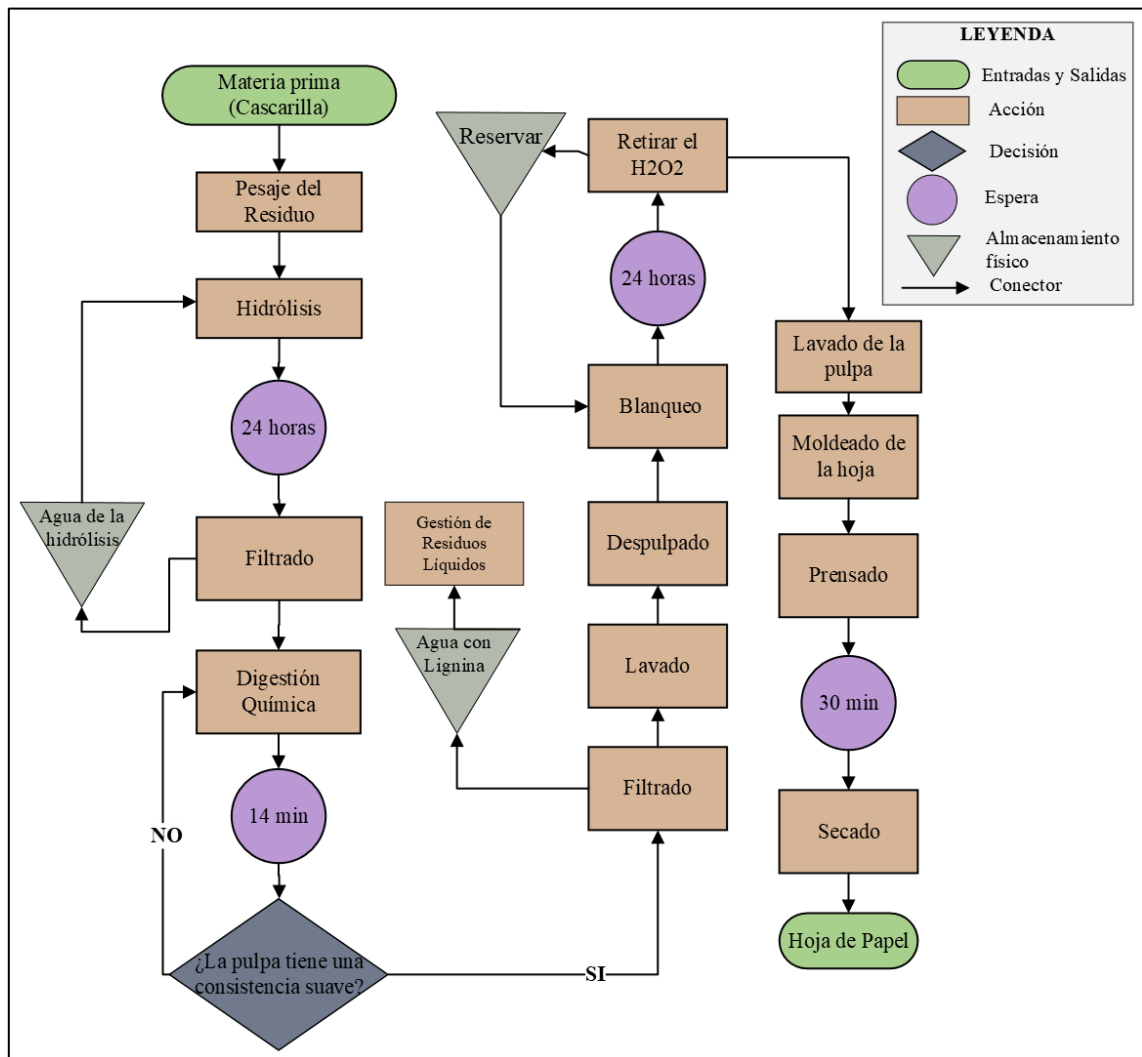 LEYENDA
Entradas y Salidas
Acción
Decisión
Espera
Almacenamiento
físico
Conector
Materia prima
(Cascarilla)
Pesaje del
Residuo
Hidrólisis
24 horas
Agua de la
hidrólisis
Filtrado
Digestión
Química
14 min
NO
¿La pulpa tiene una
consistencia suave?
SI
Filtrado
Agua con
Lignina
Gestión de
Residuos
Líquidos
Lavado
Despulpado
Blanqueo
24 horas
Retirar el
H2O2
Reservar
Lavado de la
pulpa
Moldeado de
la hoja
Prensado
30 min
Secado
Hoja de Papel